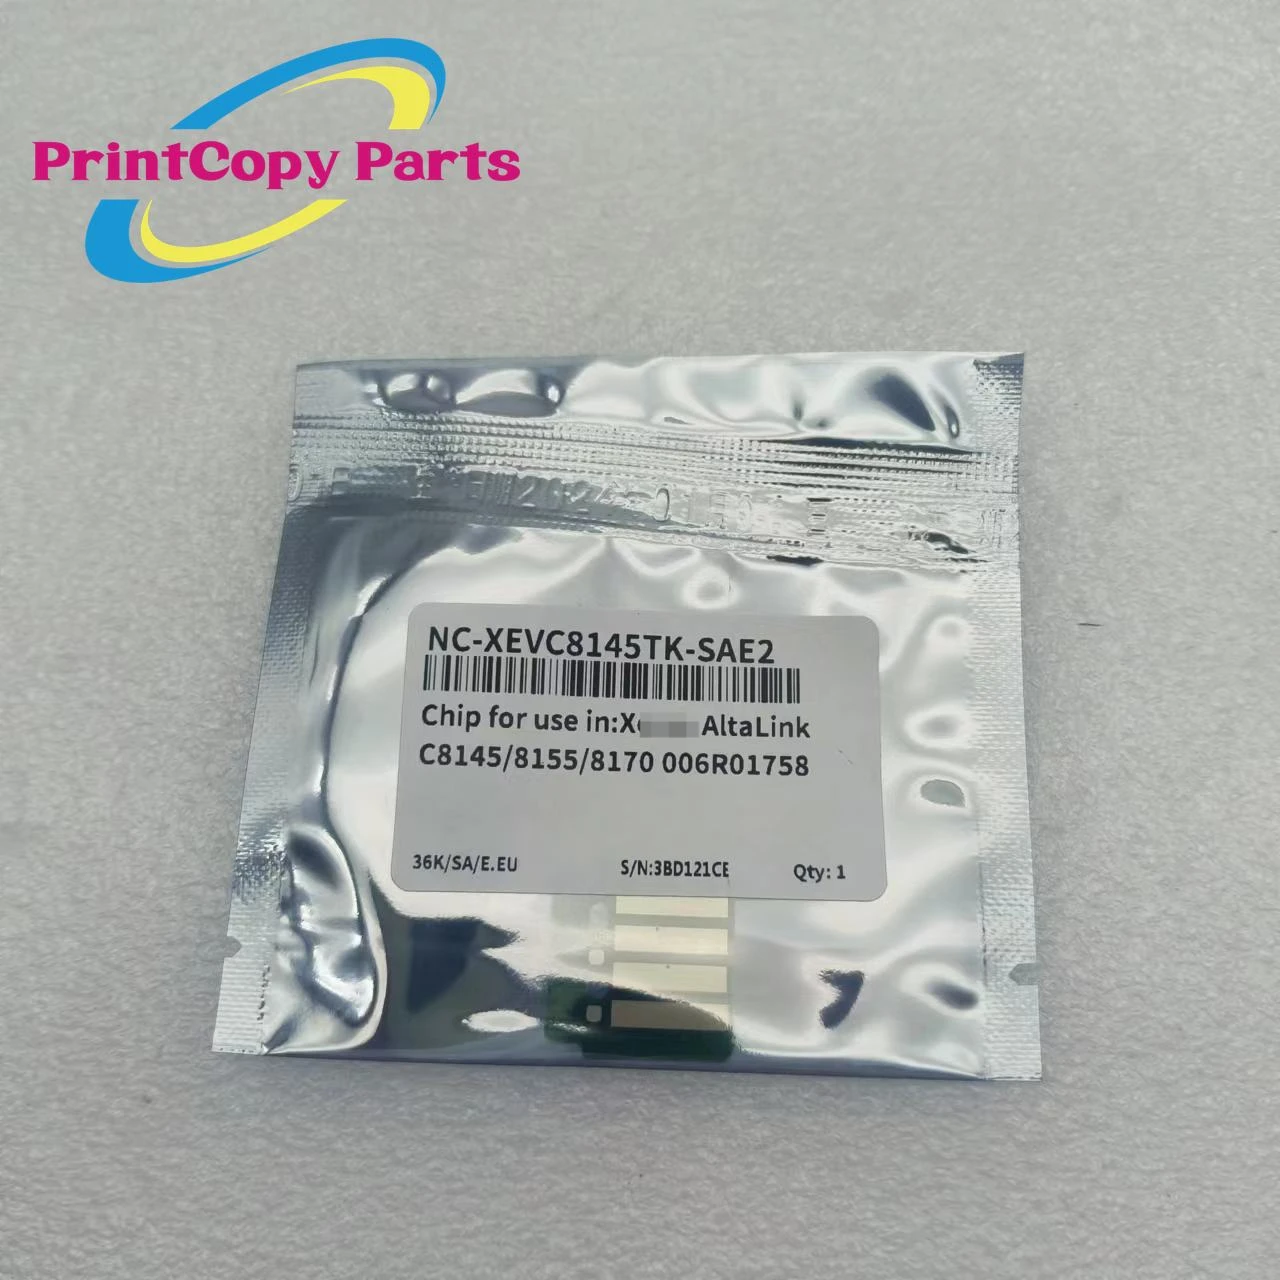 PrintCopy Parts
NC-XEVC8145TK-SAE2
Chip for use in:X AltaLink
C8145/8155/8170 006R01758
36K/SA/E.EU S/N:3BD121CE Qty: 1